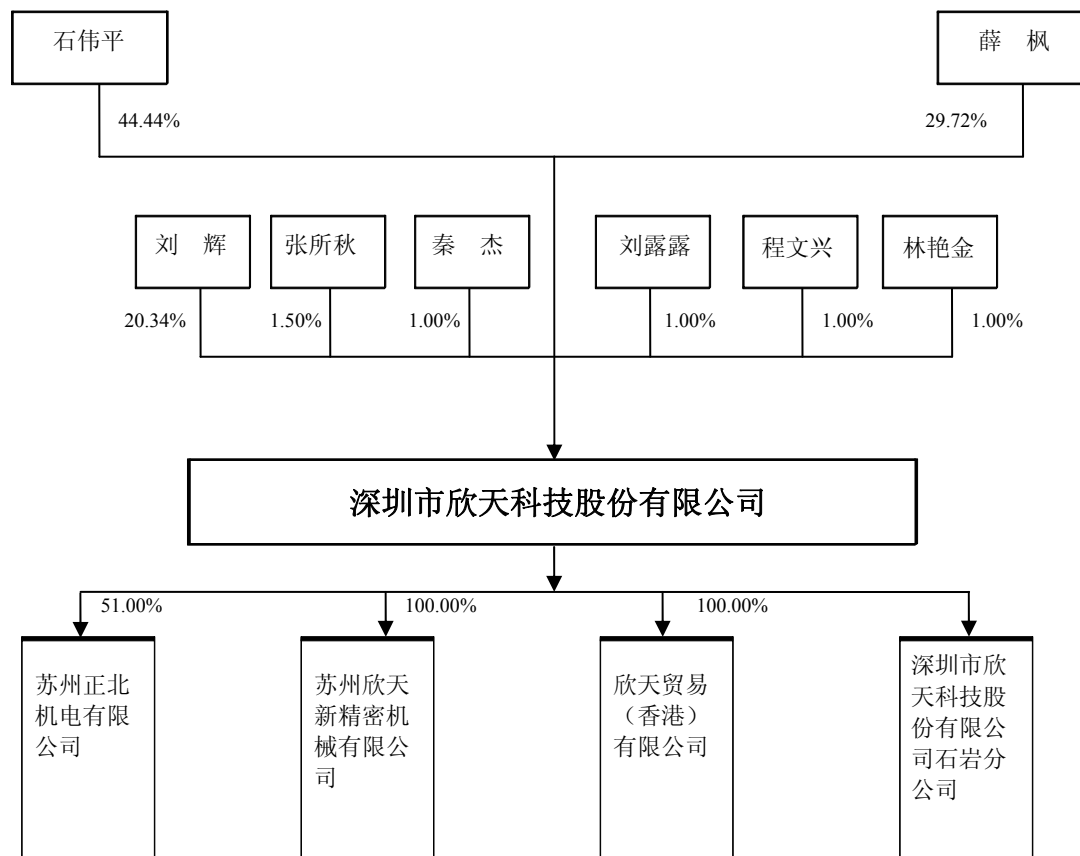 石伟平
薛　枫
44.44%
29.72%
刘　辉
张所秋
秦　杰
刘露露
程文兴
林艳金
20.34%
1.50%
1.00%
1.00%
1.00%
1.00%
深圳市欣天科技股份有限公司
51.00%
100.00%
100.00%
苏州正北
机电有限
公司
苏州欣天
新精密机
械有限公
司
欣天贸易
（香港）
有限公司
深圳市欣
天科技股
份有限公
司石岩分
公司